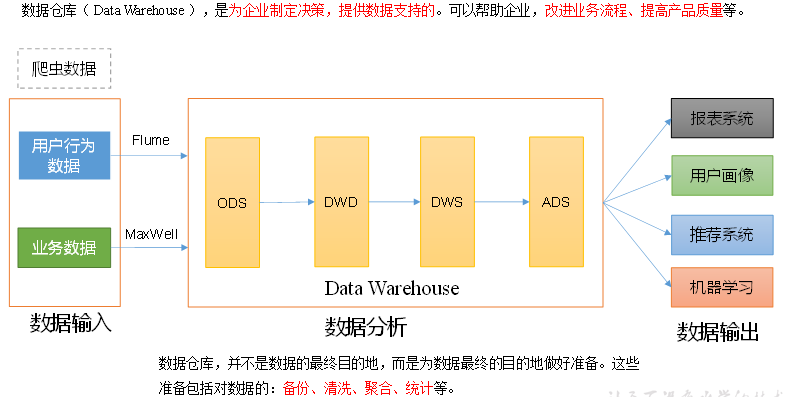 数据仓库（ Data Warehouse ），是为企业制定决策，提供数据支持的。可以帮助企业，改进业务流程、提高产品质量等。
爬虫数据
用户行为
数据
业务数据
数据输入
Flume
MaxWell
ODS
DWD
DWS
ADS
Data Warehouse
数据分析
报表系统
用户画像
推荐系统
机器学习
数据输出
数据仓库，并不是数据的最终目的地，而是为数据最终的目的地做好准备。这些
准备包括对数据的：备份、清洗、聚合、统计等。